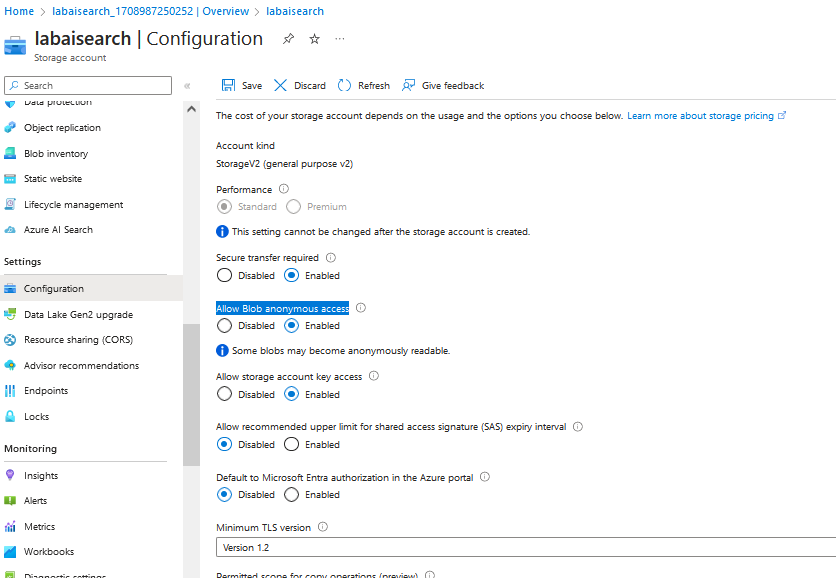 Home > labaisearch_1708987250252 | Overview > labaisearch
labaisearch | Configuration
Storage account
Search
Save Discard Refresh Give feedback
Data protection
Object replication
Blob inventory
Static website
Lifecycle management
Azure AI Search
Settings
Configuration
Data Lake Gen2 upgrade
Resource sharing (CORS)
Advisor recommendations
Endpoints
Locks
Monitoring
Insights
Alerts
Metrics
Workbooks
Diagnostic settings
The cost of your storage account depends on the usage and the options you choose below. Learn more about storage pricing
Account kind
StorageV2 (general purpose v2)
Performance
Standard Premium
This setting cannot be changed after the storage account is created.
Secure transfer required
Disabled Enabled
Allow Blob anonymous access
Disabled Enabled
Some blobs may become anonymously readable.
Allow storage account key access
Disabled Enabled
Allow recommended upper limit for shared access signature (SAS) expiry interval
Disabled Enabled
Default to Microsoft Entra authorization in the Azure portal
Disabled Enabled
Minimum TLS version
Version 1.2
Permitted scope for copy operations (preview)